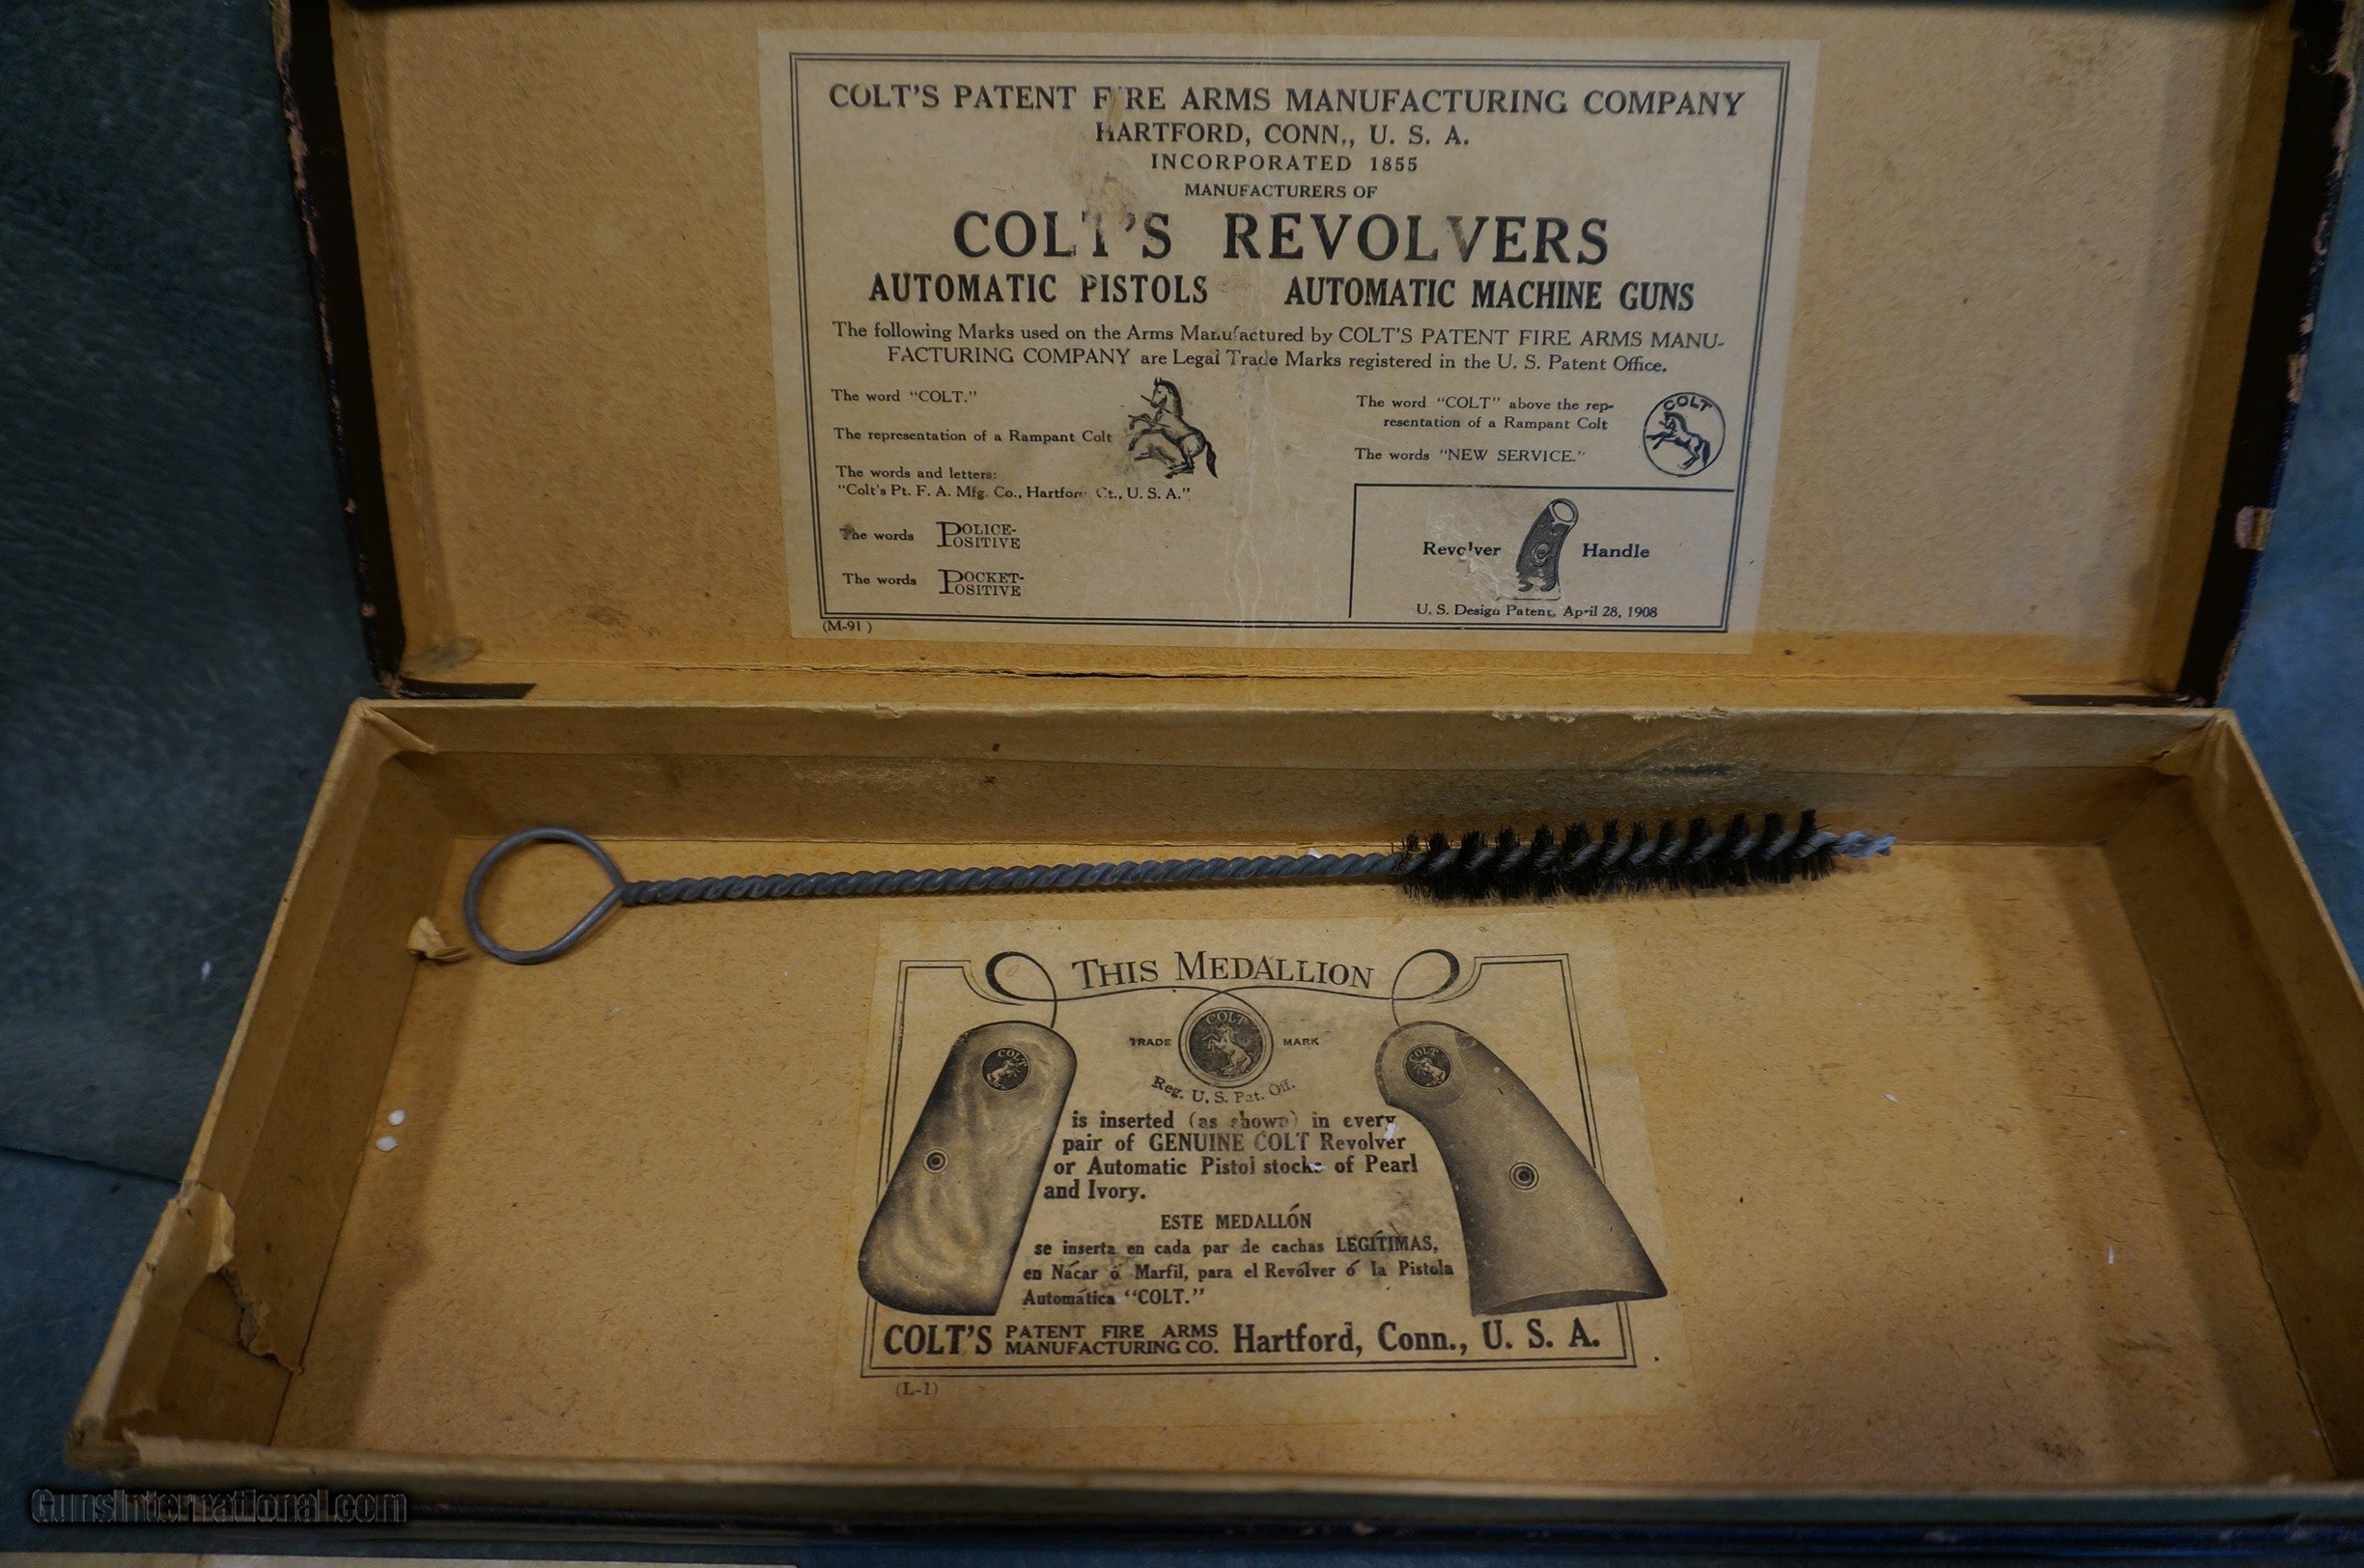 COLT'S PATENT FIRE ARMS MANUFACTURING COMPANY
HARTFORD, CONN., U. S. A.
INCORPORATED 1855
MANUFACTURERS OF
COLT'S REVOLVERS
AUTOMATIC PISTOLS AUTOMATIC MACHINE GUNS
The following Marks used on the Arms Manufactured by COLT'S PATENT FIRE ARMS MANU-
FACTURING COMPANY are Legal Trade Marks registered in the U. S. Patent Office.
The word "COLT."
The representation of a Rampant Colt
The words and letters:
"Colt's Pt. F. A. Mfg. Co., Hartford, Ct., U. S. A."
The words POLICE-
POSITIVE
The words POCKET-
POSITIVE
(M-91)
The word "COLT" above the rep-
resentation of a Rampant Colt
COLT
The words "NEW SERVICE."
Revolver Handle
U. S. Design Patent, April 28, 1908
THIS MEDALLION
COLT
TRADE MARK
Reg. U. S. Pat. Off.
COLT
COLT
is inserted (as shown) in every
pair of GENUINE COLT Revolver
or Automatic Pistol stocks of Pearl
and Ivory.
ESTE MEDALLÓN
se inserta en cada par de cachas LEGÍTIMAS,
en Nácar ó Marfil, para el Revólver ó la Pistola
Automática "COLT."
COLT'S PATENT FIRE ARMS
MANUFACTURING CO. Hartford, Conn., U. S. A.
(L-1)
GunsInternational.com